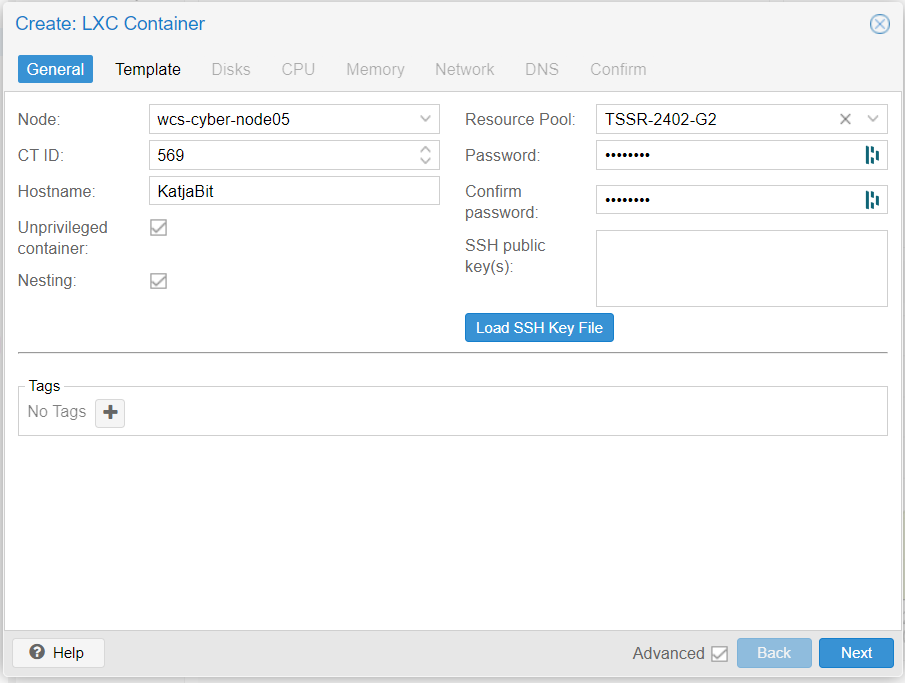 Create: LXC Container
General Template Disks CPU Memory Network DNS Confirm
Node: wcs-cyber-node05
CT ID: 569
Hostname: KatjaBit
Unprivileged
container:
Nesting:
Resource Pool: TSSR-2402-G2
Password: ••••••••
Confirm
password: ••••••••
SSH public
key(s):
Load SSH Key File
Tags
No Tags
Help
Advanced Back Next